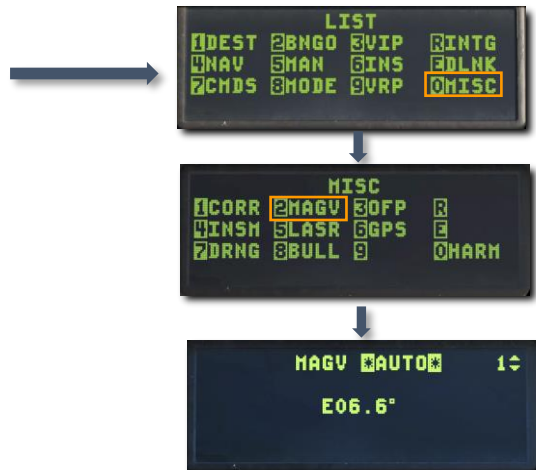 LIST
1DEST 2BNGO 3VIP RINTG
4NAV 5MAN 6INS EDLNK
7CMDS 8MODE 9VRP 0MISC
MISC
1CORR 2MAGV 3OFP R
4INSM 5LASR 6GPS E
7DRNG 8BULL 9 0HARM
MAGV *AUTO* 1
E06.6°